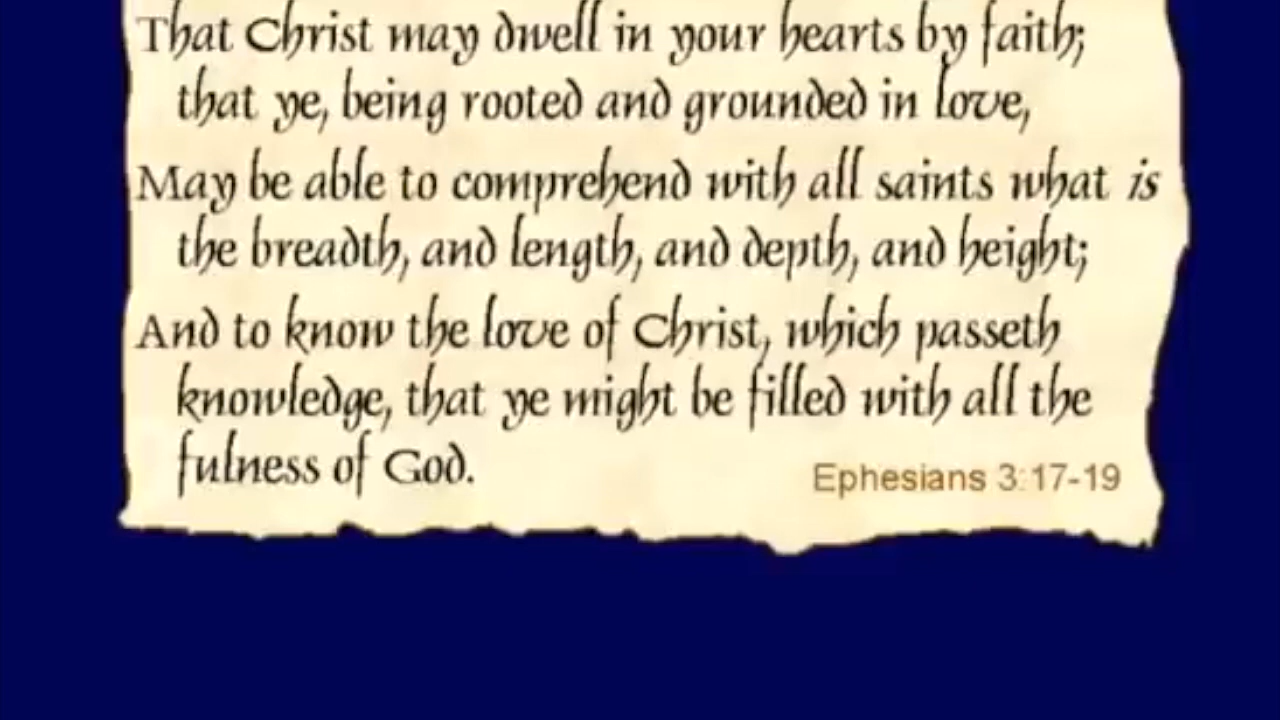 That Christ may dwell in your hearts by faith;
that ye, being rooted and grounded in love,
May be able to comprehend with all saints what is
the breadth, and length, and depth, and height;
And to know the love of Christ, which passeth
knowledge, that ye might be filled with all the
fulness of God.
Ephesians 3:17-19